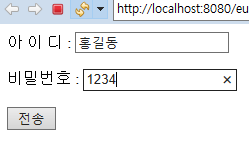 http://localhost:8080/eu
아 이 디 : 홍길동
비밀번호 : 1234
전송